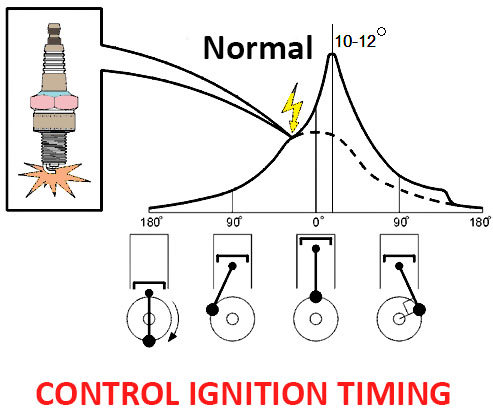 Normal
10-12°
180° 90° 0° 90° 180°
CONTROL IGNITION TIMING